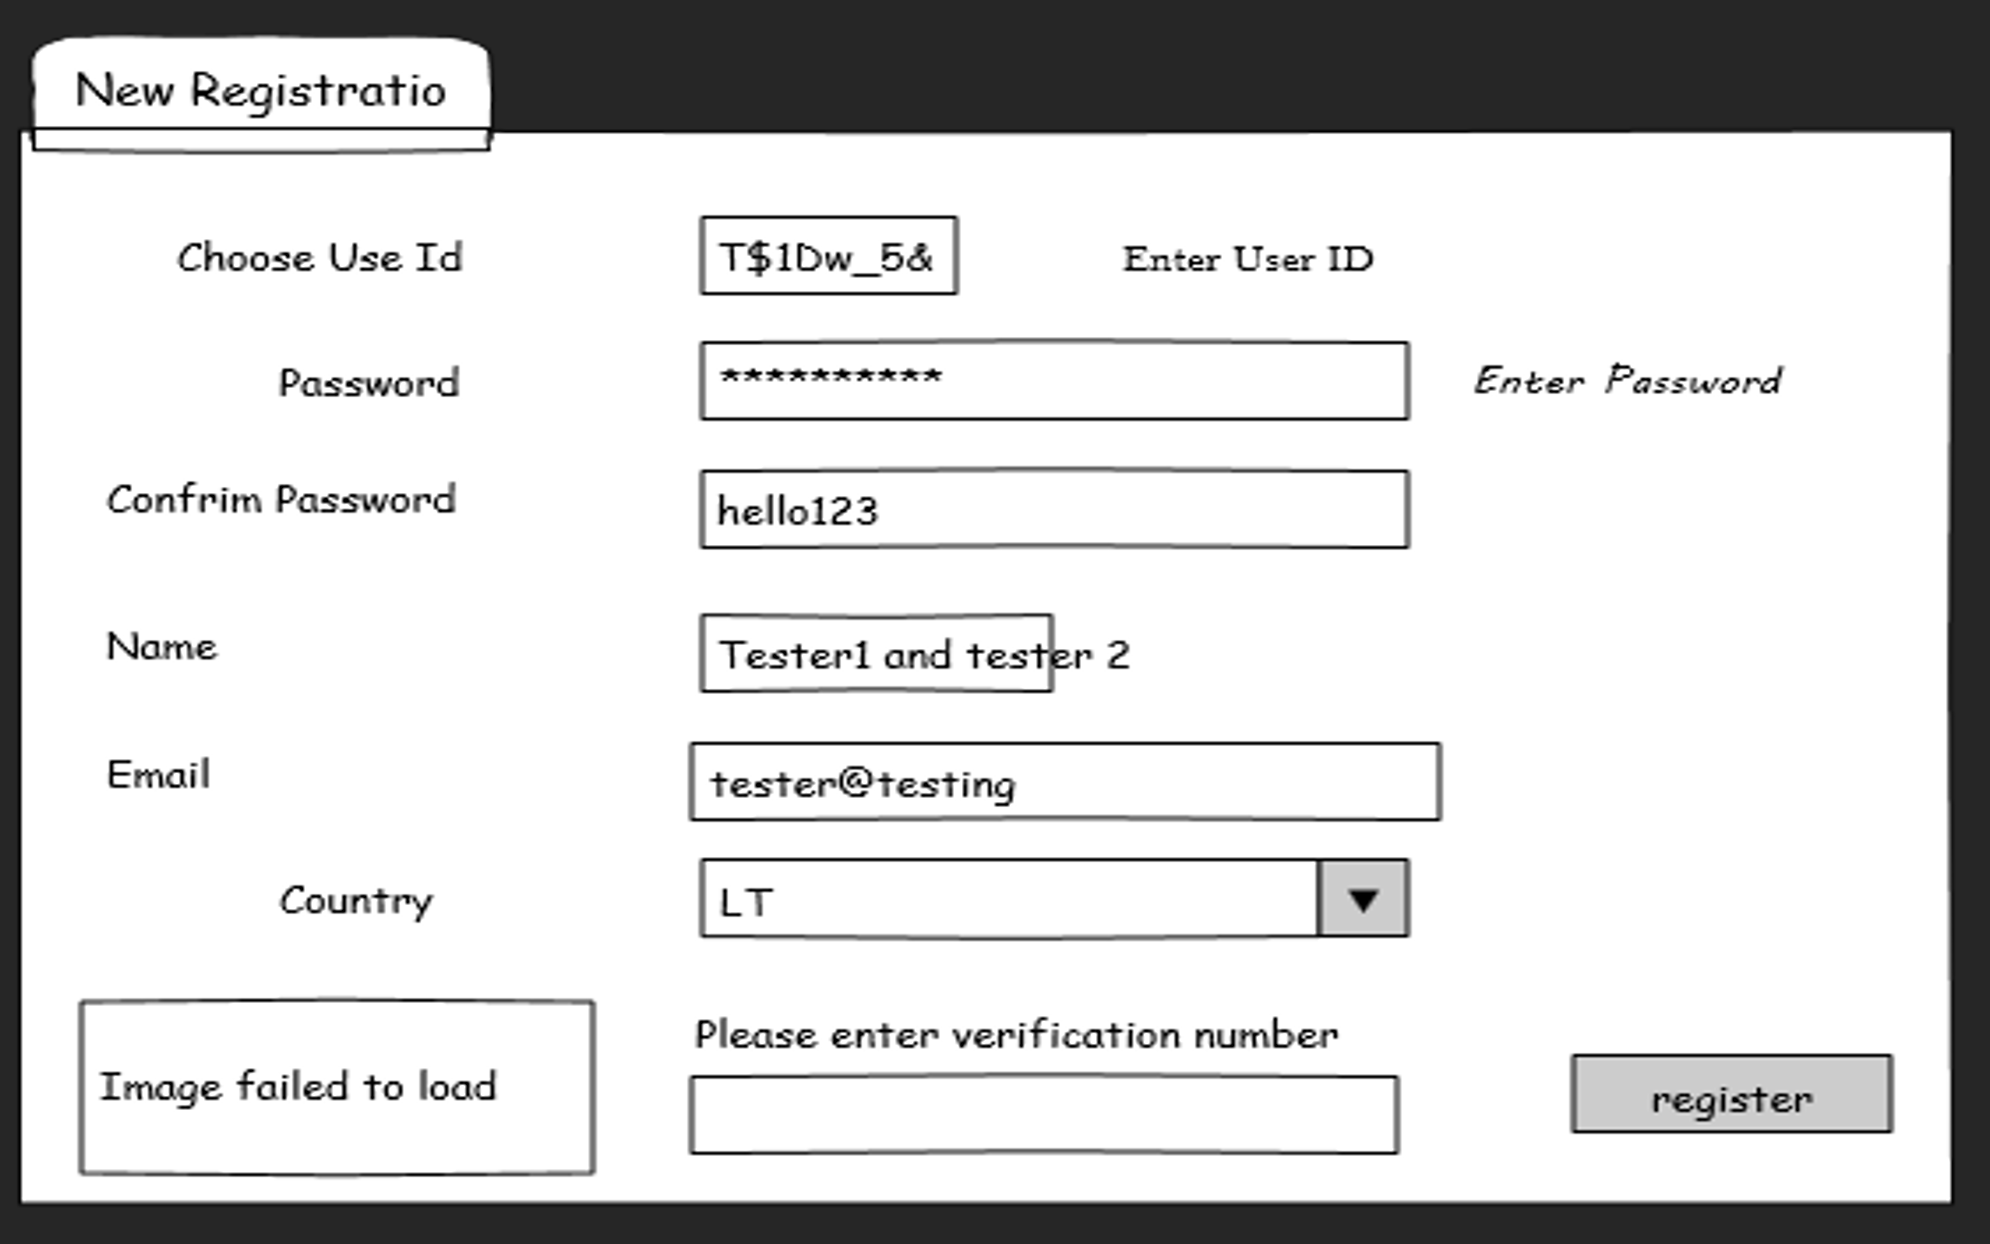 New Registratio
Choose Use Id
T$1Dw_5&
Enter User ID
Password
**********
Enter Password
Confrim Password
hello123
Name
Tester1 and tester 2
Email
tester@testing
Country
LT
Image failed to load
Please enter verification number
register